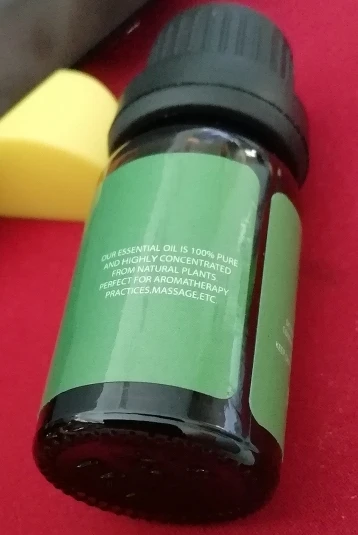 OUR ESSENTIAL OIL IS 100% PURE
AND HIGHLY CONCENTRATED
FROM NATURAL PLANTS.
PERFECT FOR AROMATHERAPY
PRACTICES,MASSAGE,ETC.